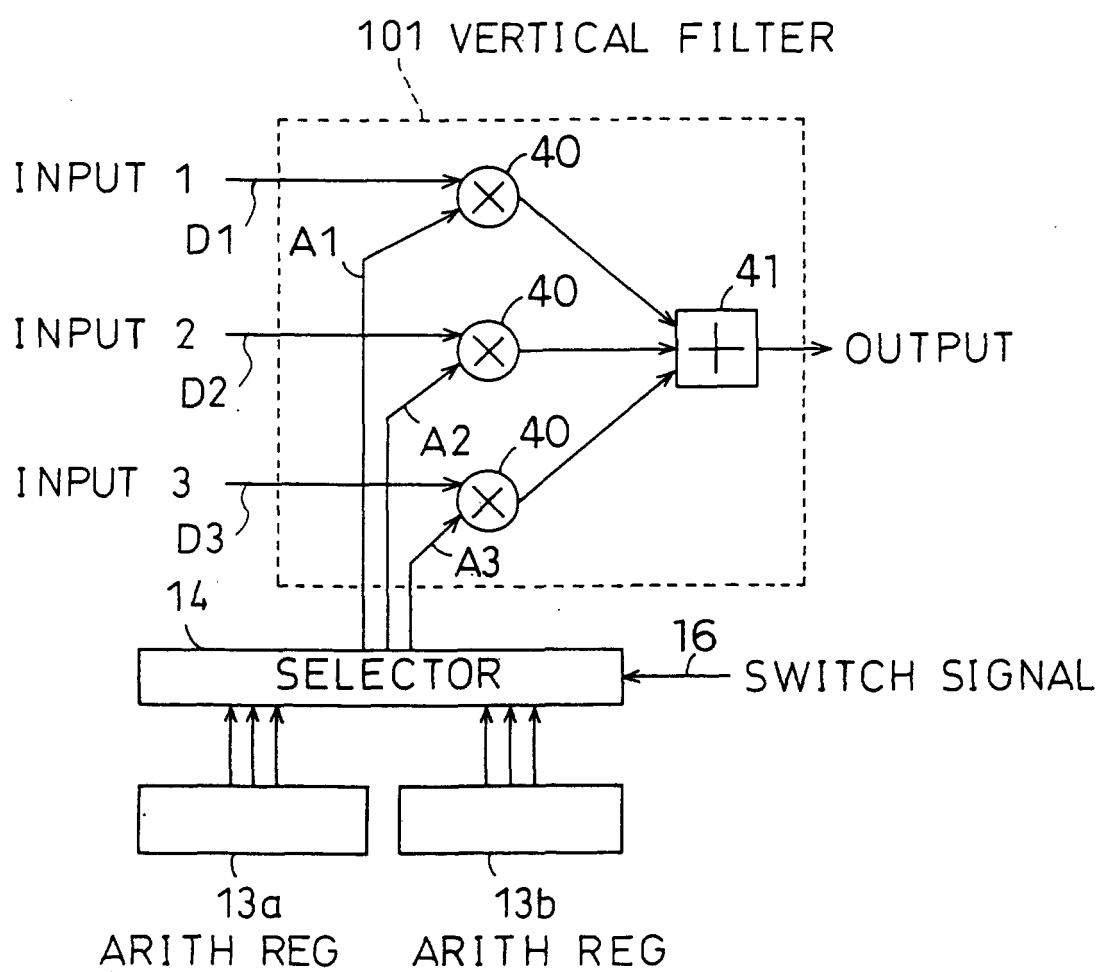 101 VERTICAL FILTER
40
INPUT 1
D1
A1
40
41
INPUT 2
OUTPUT
D2
A2
40
INPUT 3
D3
A3
14
16
SELECTOR
SWITCH SIGNAL
13a
13b
ARITH REG
ARITH REG